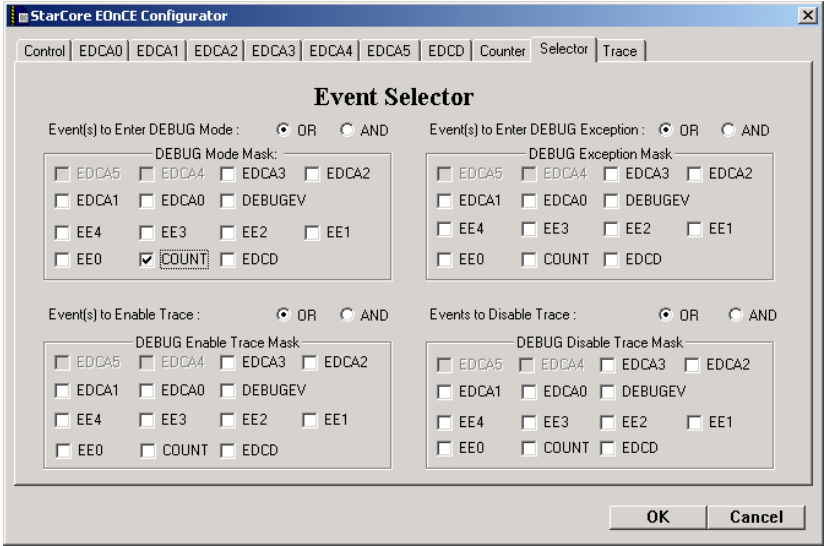 StarCore EOnCE Configurator
Control EDCA0 EDCA1 EDCA2 EDCA3 EDCA4 EDCA5 EDCD Counter Selector Trace
Event Selector
Event(s) to Enter DEBUG Mode : OR AND
DEBUG Mode Mask:
EDCA5 EDCA4 EDCA3 EDCA2
EDCA1 EDCA0 DEBUGEV
EE4 EE3 EE2 EE1
EE0 COUNT EDCD
Event(s) to Enter DEBUG Exception : OR AND
DEBUG Exception Mask
EDCA5 EDCA4 EDCA3 EDCA2
EDCA1 EDCA0 DEBUGEV
EE4 EE3 EE2 EE1
EE0 COUNT EDCD
Event(s) to Enable Trace : OR AND
DEBUG Enable Trace Mask
EDCA5 EDCA4 EDCA3 EDCA2
EDCA1 EDCA0 DEBUGEV
EE4 EE3 EE2 EE1
EE0 COUNT EDCD
Events to Disable Trace : OR AND
DEBUG Disable Trace Mask
EDCA5 EDCA4 EDCA3 EDCA2
EDCA1 EDCA0 DEBUGEV
EE4 EE3 EE2 EE1
EE0 COUNT EDCD
OK Cancel